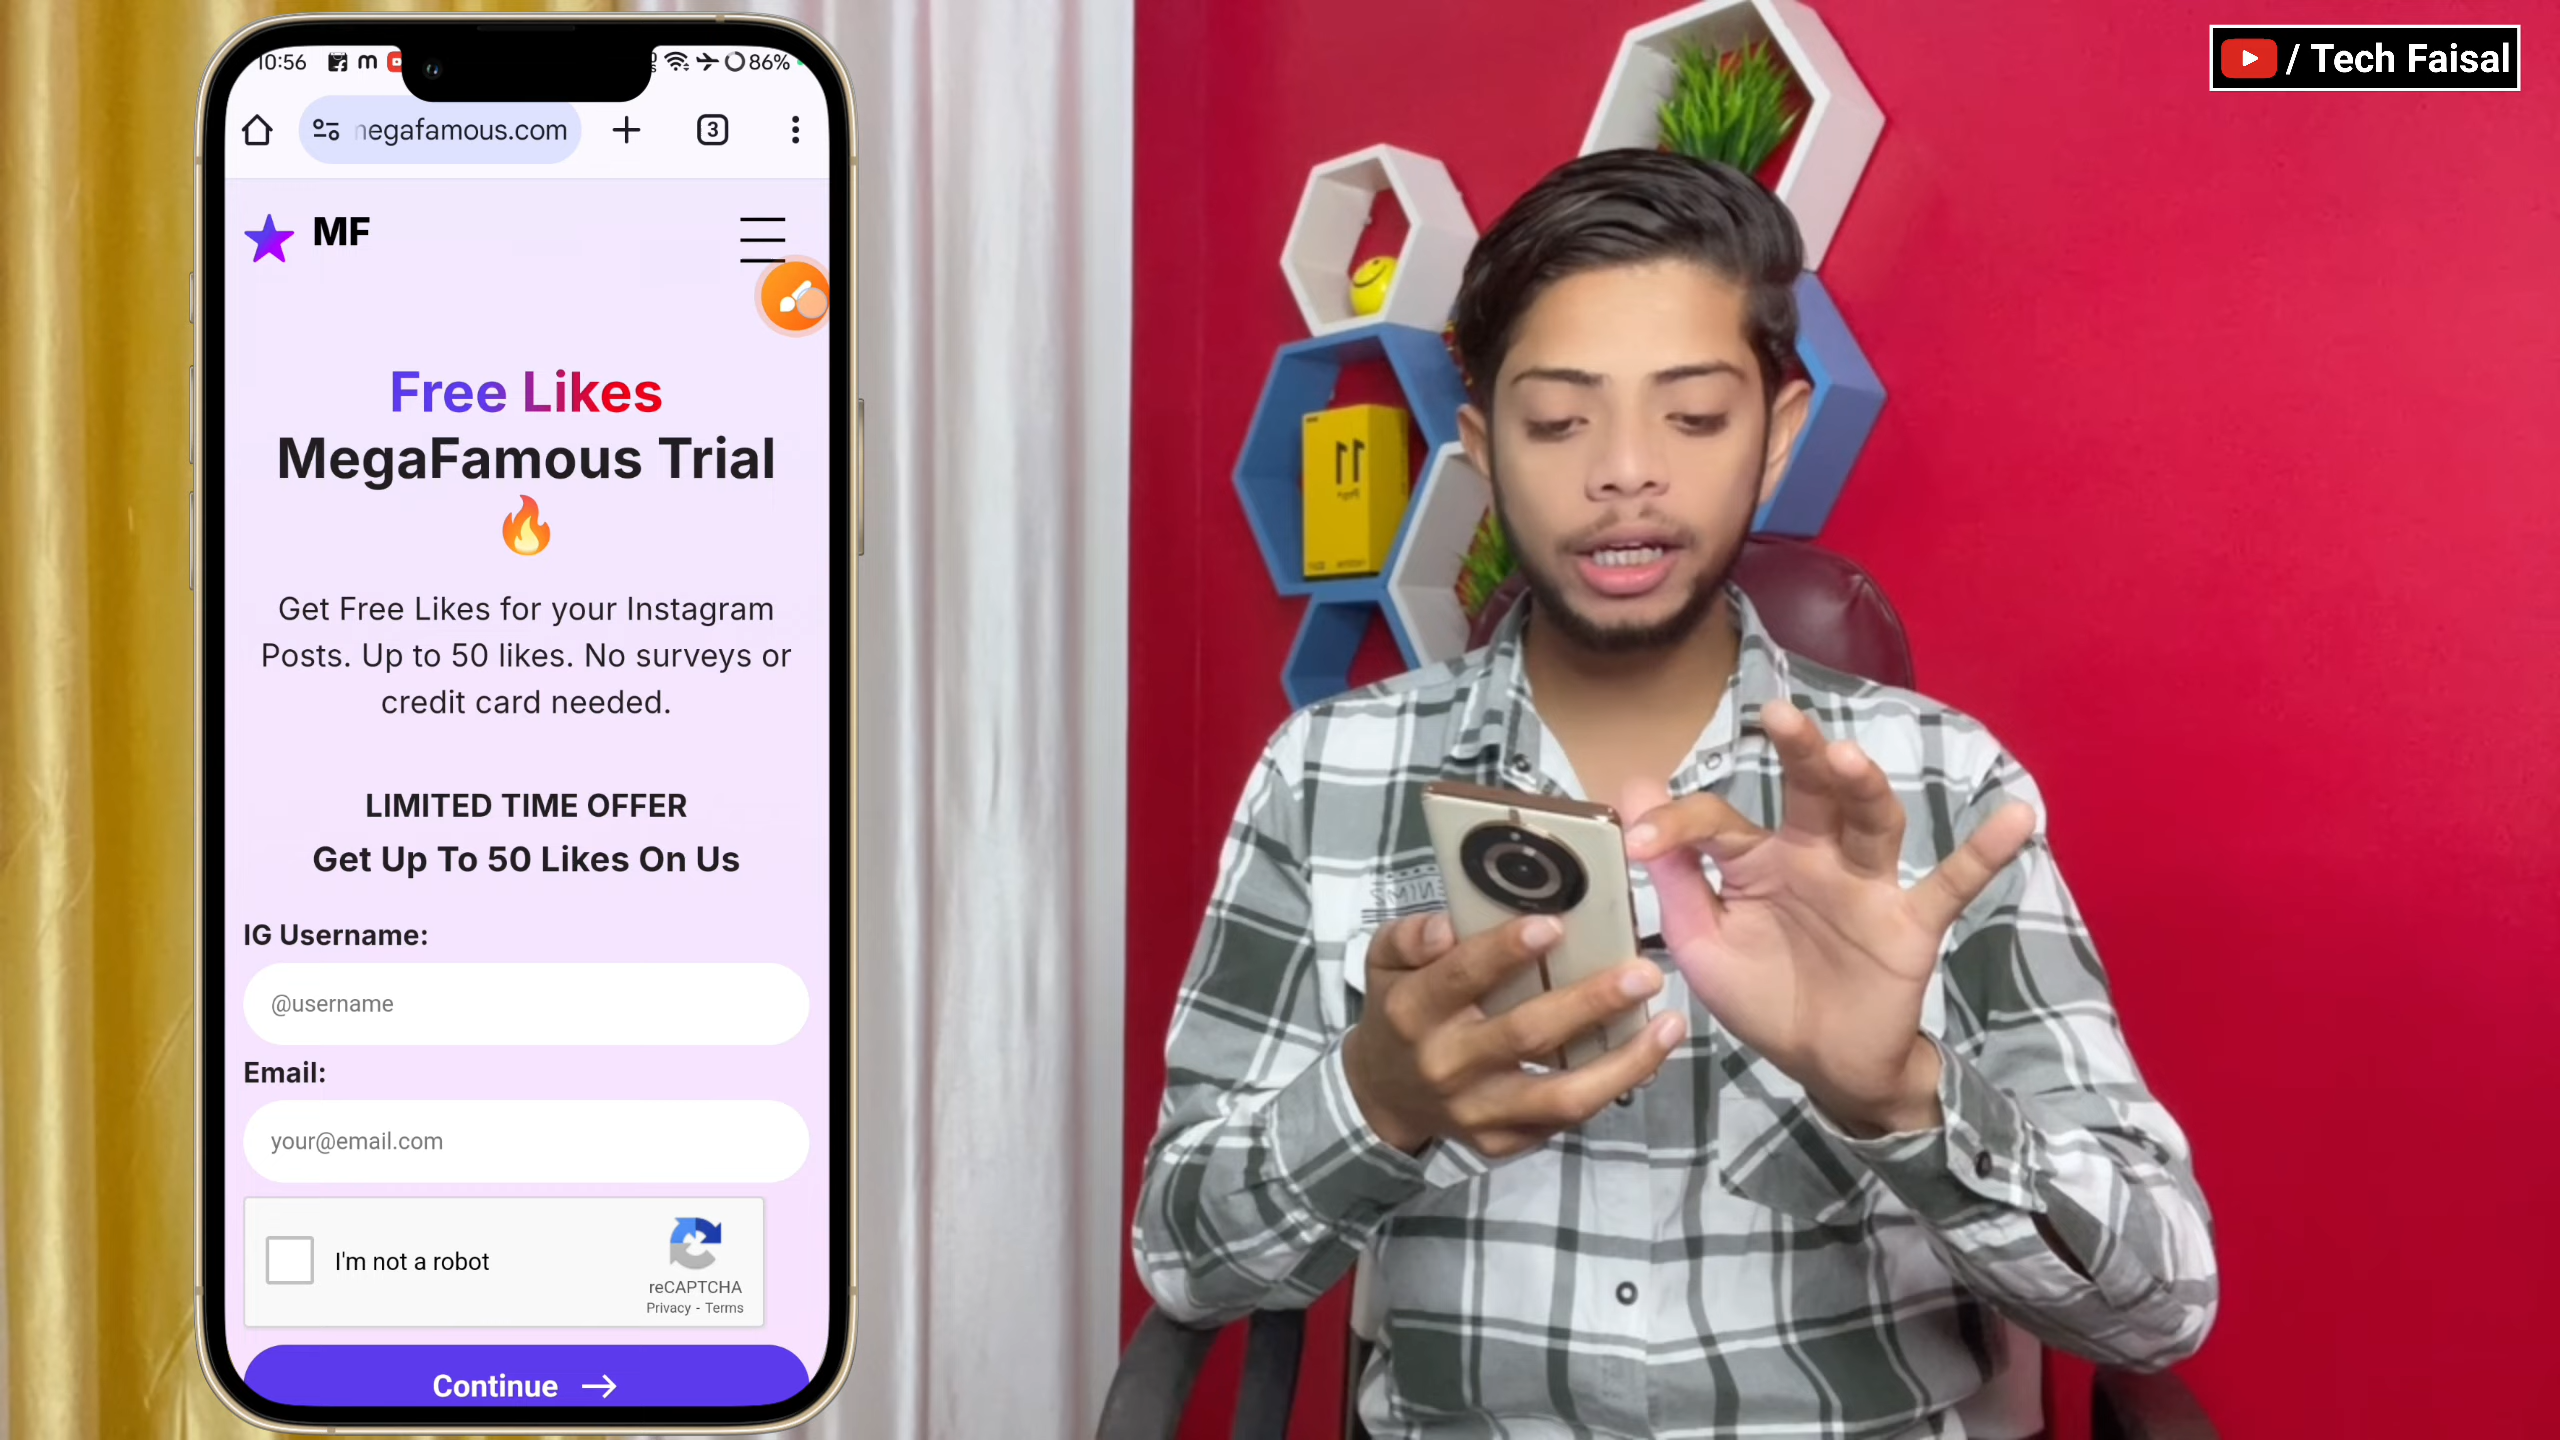 10:56
86%
egafamous.com
3
MF
Free Likes
MegaFamous Trial
Get Free Likes for your Instagram
Posts. Up to 50 likes. No surveys or
credit card needed.
LIMITED TIME OFFER
Get Up To 50 Likes On Us
IG Username:
@username
Email:
your@email.com
I'm not a robot
reCAPTCHA
Privacy - Terms
Continue
/ Tech Faisal
11